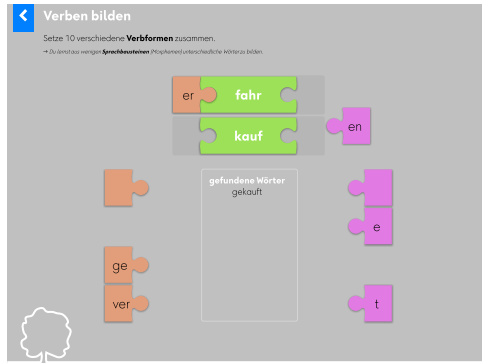 Verben bilden
Setze 10 verschiedene Verbformen zusammen.
→ Du lernst aus wenigen Sprachbausteinen (Morphemen) unterschiedliche Wörter zu bilden.
er fahr
kauf en
gefundene Wörter
gekauft
e
ge
ver t